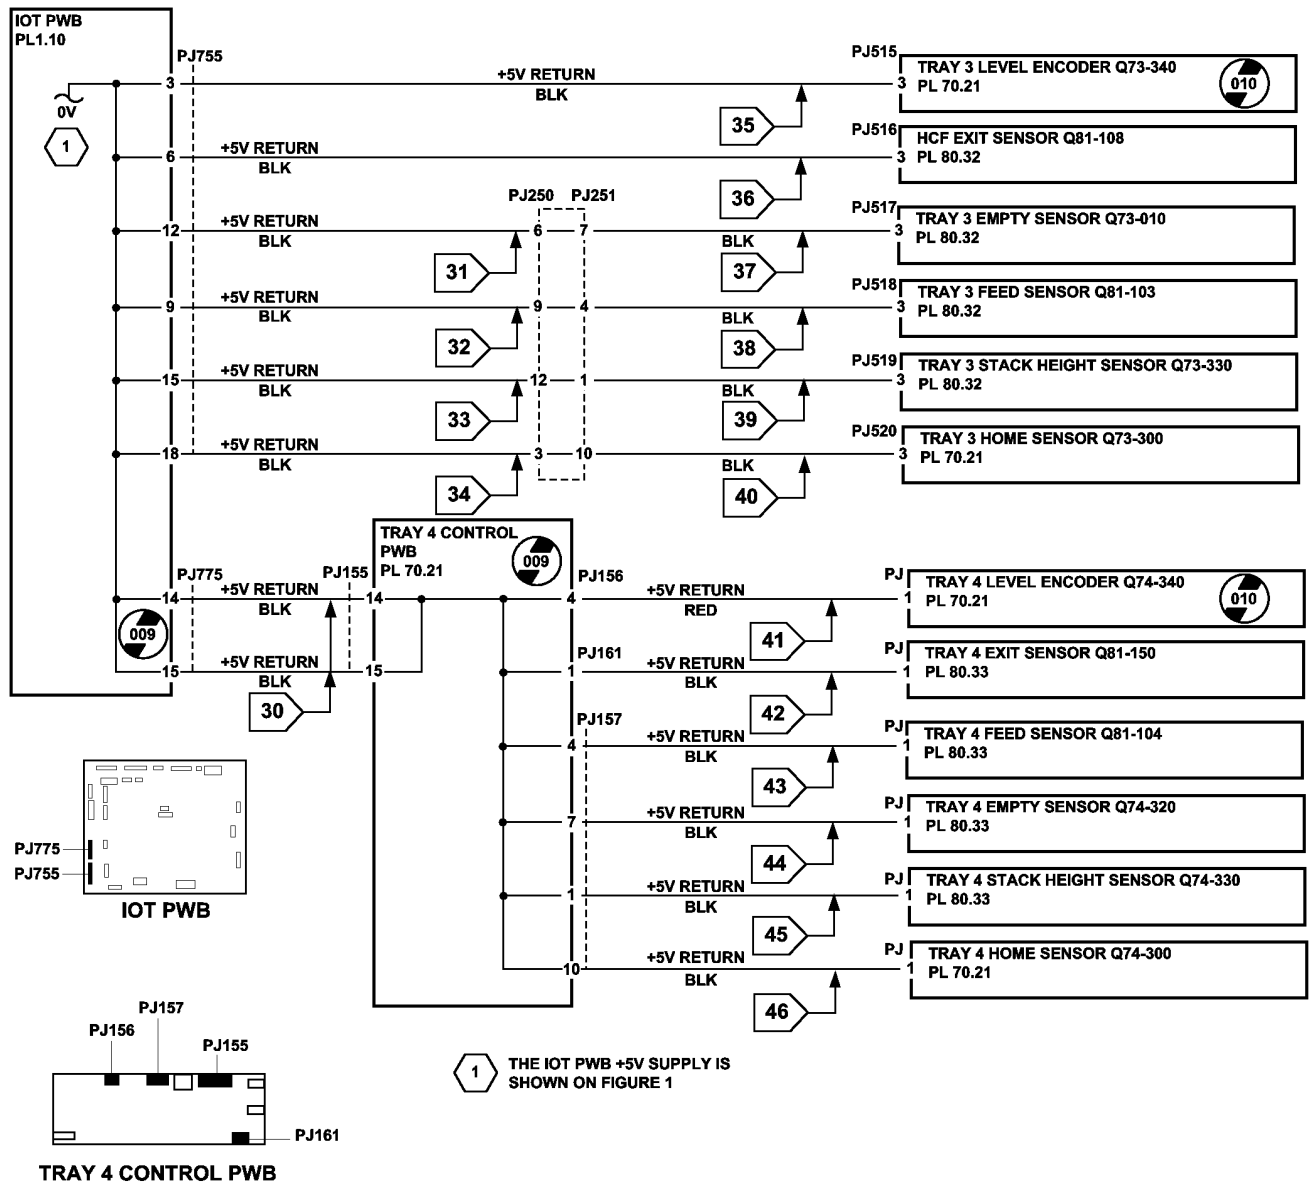 IOT PWB
PL1.10
PJ755
0V
1
3 +5V RETURN BLK 35 PJ515 3 TRAY 3 LEVEL ENCODER Q73-340
PL 70.21 010
6 +5V RETURN BLK 36 PJ516 3 HCF EXIT SENSOR Q81-108
PL 80.32
PJ250 PJ251
12 +5V RETURN BLK 31 6 7 BLK 37 PJ517 3 TRAY 3 EMPTY SENSOR Q73-010
PL 80.32
9 +5V RETURN BLK 32 9 4 BLK 38 PJ518 3 TRAY 3 FEED SENSOR Q81-103
PL 80.32
15 +5V RETURN BLK 33 12 1 BLK 39 PJ519 3 TRAY 3 STACK HEIGHT SENSOR Q73-330
PL 80.32
18 +5V RETURN BLK 34 3 10 BLK 40 PJ520 3 TRAY 3 HOME SENSOR Q73-300
PL 70.21
TRAY 4 CONTROL
PWB
PL 70.21
009
PJ775 PJ155 PJ156
14 +5V RETURN BLK 14 4 +5V RETURN RED 41 PJ 1 TRAY 4 LEVEL ENCODER Q74-340
PL 70.21 010
009
PJ161
15 +5V RETURN BLK 30 15 1 +5V RETURN BLK 42 PJ 1 TRAY 4 EXIT SENSOR Q81-150
PL 80.33
PJ157
4 +5V RETURN BLK 43 PJ 1 TRAY 4 FEED SENSOR Q81-104
PL 80.33
7 +5V RETURN BLK 44 PJ 1 TRAY 4 EMPTY SENSOR Q74-320
PL 80.33
1 +5V RETURN BLK 45 PJ 1 TRAY 4 STACK HEIGHT SENSOR Q74-330
PL 80.33
10 +5V RETURN BLK 46 PJ 1 TRAY 4 HOME SENSOR Q74-300
PL 70.21
PJ775
PJ755
IOT PWB
PJ157
PJ156
PJ155
PJ161
TRAY 4 CONTROL PWB
1 THE IOT PWB +5V SUPPLY IS
SHOWN ON FIGURE 1